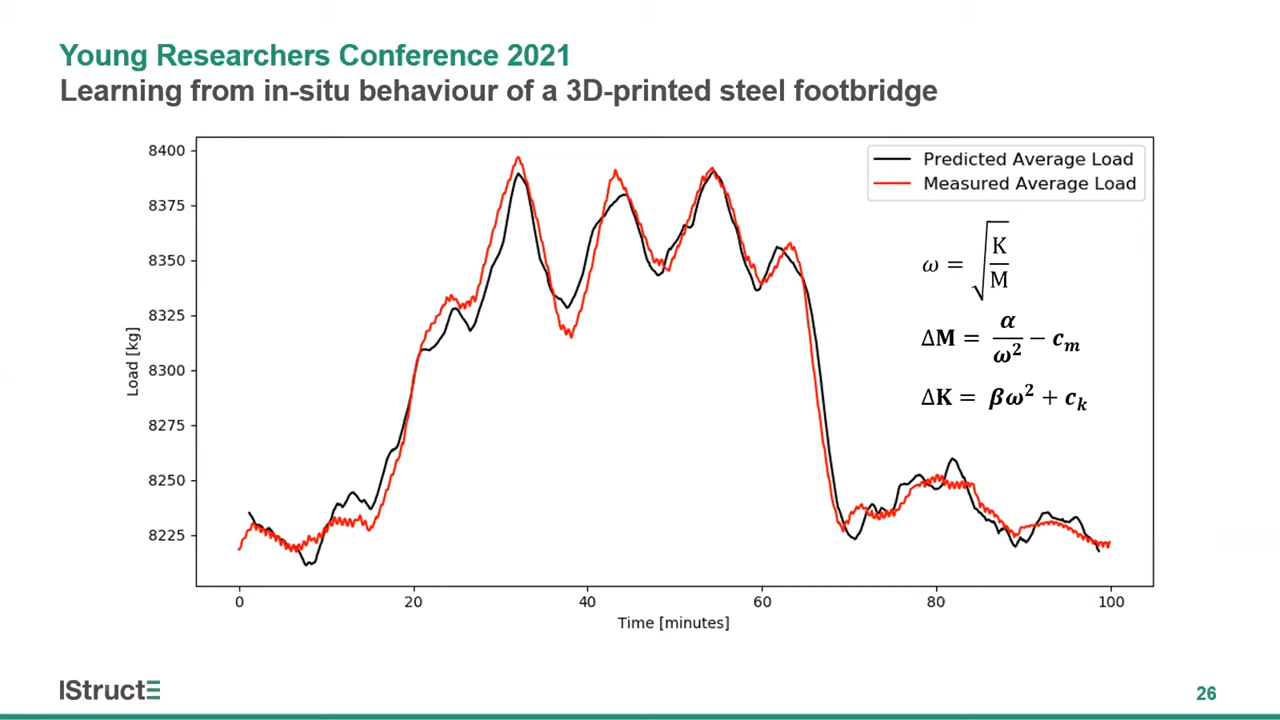 Young Researchers Conference 2021
Learning from in-situ behaviour of a 3D-printed steel footbridge
8400
8375
8350
8325
8300
8275
8250
8225
Load [kg]
0 20 40 60 80 100
Time [minutes]
Predicted Average Load
Measured Average Load
ω = √(K/M)
ΔM = α/ω² − cₘ
ΔK = βω² + cₖ
IStructE
26